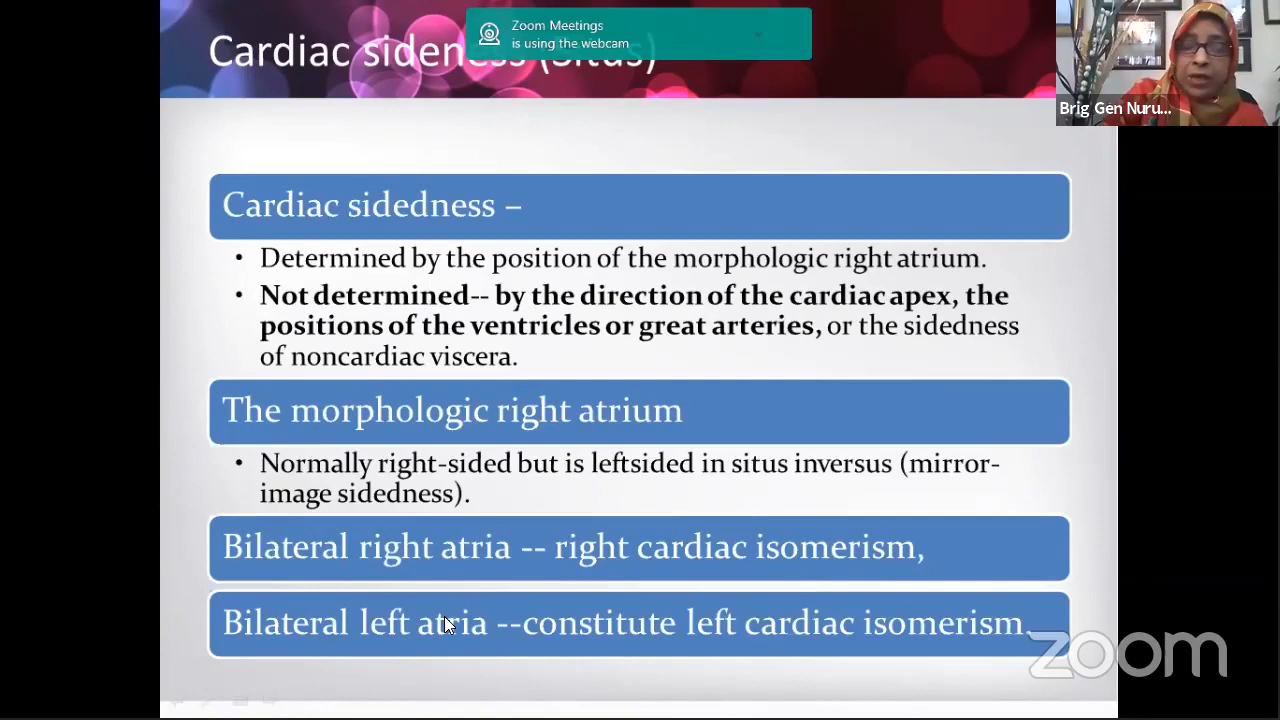 Cardiac sideness (Situs)
Zoom Meetings
is using the webcam
Brig Gen Nuru...
Cardiac sidedness –
• Determined by the position of the morphologic right atrium.
• Not determined-- by the direction of the cardiac apex, the
positions of the ventricles or great arteries, or the sidedness
of noncardiac viscera.
The morphologic right atrium
• Normally right-sided but is leftsided in situs inversus (mirror-
image sidedness).
Bilateral right atria -- right cardiac isomerism,
Bilateral left atria --constitute left cardiac isomerism.
zoom